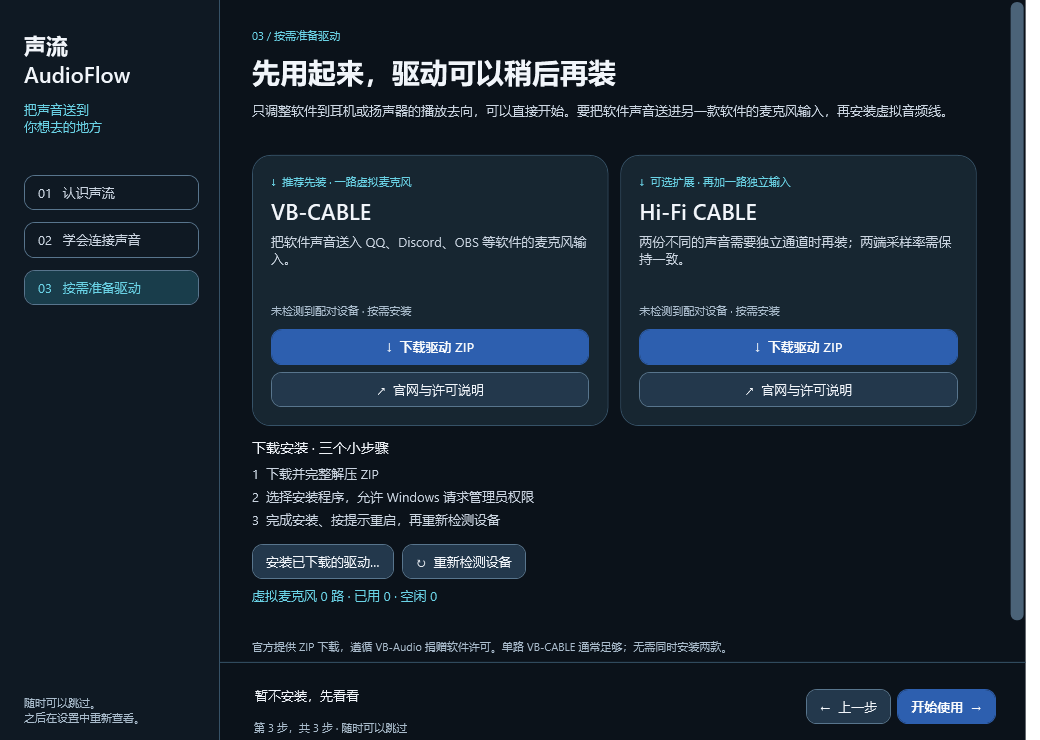 声流
AudioFlow
把声音送到
你想去的地方
01 认识声流
02 学会连接声音
03 按需准备驱动
随时可以跳过。
之后在设置中重新查看。
03 / 按需准备驱动
先用起来，驱动可以稍后再装
只调整软件到耳机或扬声器的播放去向，可以直接开始。要把软件声音送进另一款软件的麦克风输入，再安装虚拟音频线。
↓ 推荐先装 · 一路虚拟麦克风
VB-CABLE
把软件声音送入 QQ、Discord、OBS 等软件的麦克风输
入。
未检测到配对设备 · 按需安装
↓ 下载驱动 ZIP
↗ 官网与许可说明
↓ 可选扩展 · 再加一路独立输入
Hi-Fi CABLE
两份不同的声音需要独立通道时再装；两端采样率需保
持一致。
未检测到配对设备 · 按需安装
↓ 下载驱动 ZIP
↗ 官网与许可说明
下载安装 · 三个小步骤
1 下载并完整解压 ZIP
2 选择安装程序，允许 Windows 请求管理员权限
3 完成安装、按提示重启，再重新检测设备
安装已下载的驱动...
↻ 重新检测设备
虚拟麦克风 0 路 · 已用 0 · 空闲 0
官方提供 ZIP 下载，遵循 VB-Audio 捐赠软件许可。单路 VB-CABLE 通常足够；无需同时安装两款。
暂不安装，先看看
第 3 步，共 3 步 · 随时可以跳过
← 上一步
开始使用 →